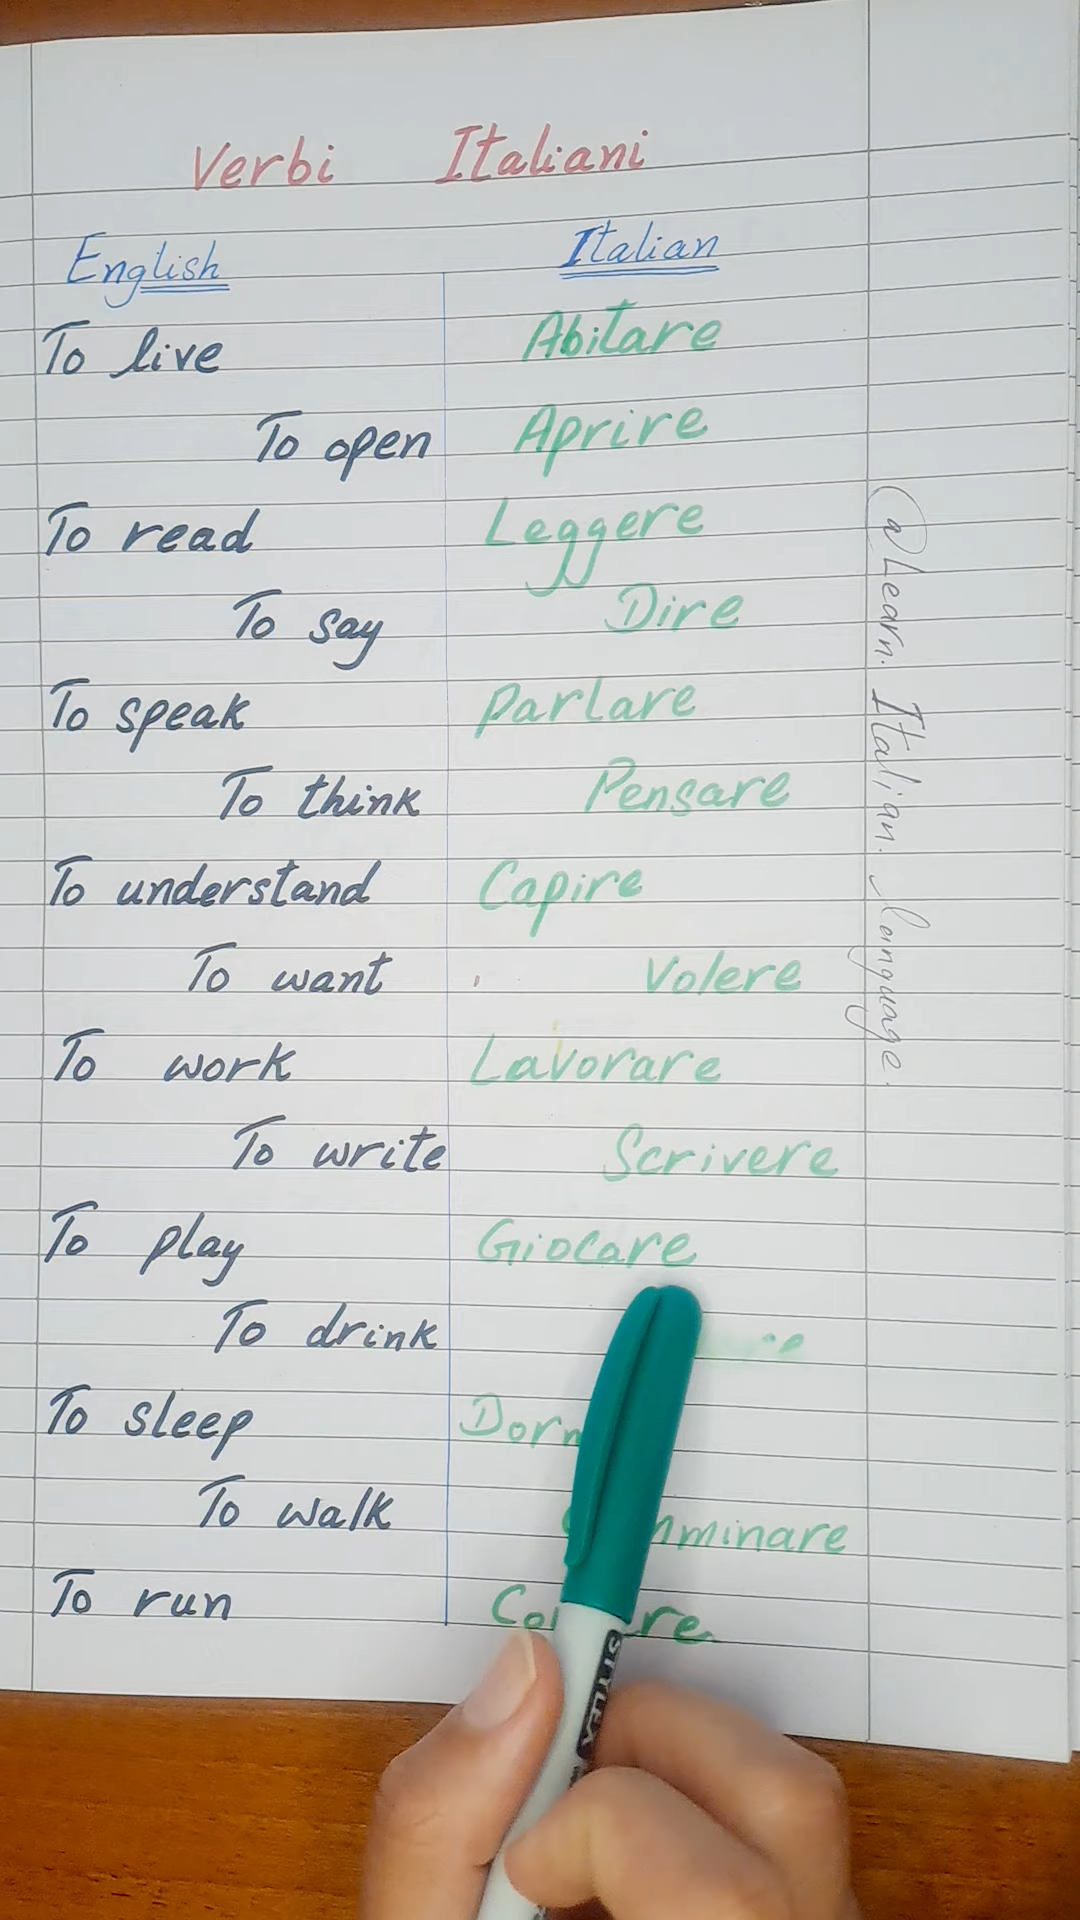 Verbi Italiani
English Italian
To live Abitare
To open Aprire
To read Leggere
To say Dire
To speak Parlare
To think Pensare
To understand Capire
To want Volere
To work Lavorare
To write Scrivere
To play Giocare
To drink
To sleep
To walk
To run
@Learn.Italian.language.
STYLEX